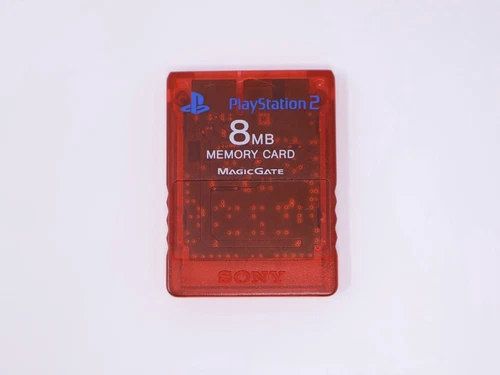 PlayStation 2
8MB
MEMORY CARD
MAGICGATE
SONY